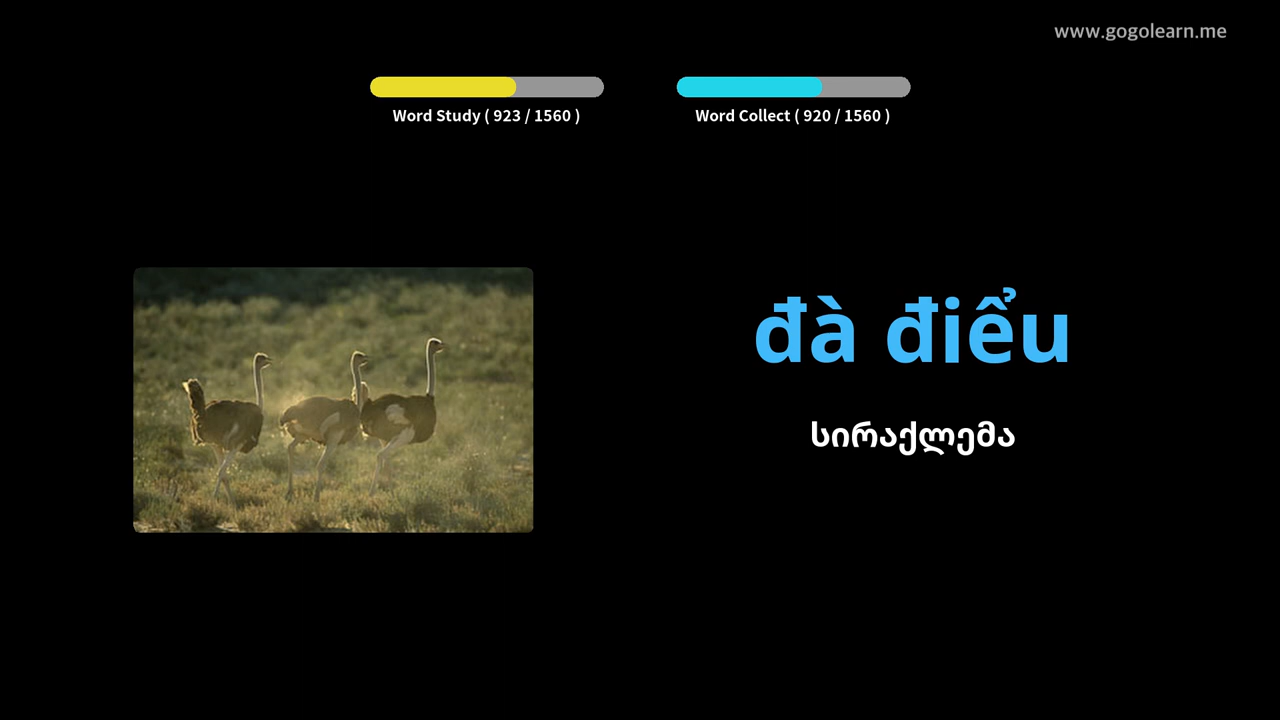 www.gogolearn.me
Word Study ( 923 / 1560 )
Word Collect ( 920 / 1560 )
đà điểu
სირაქლემა